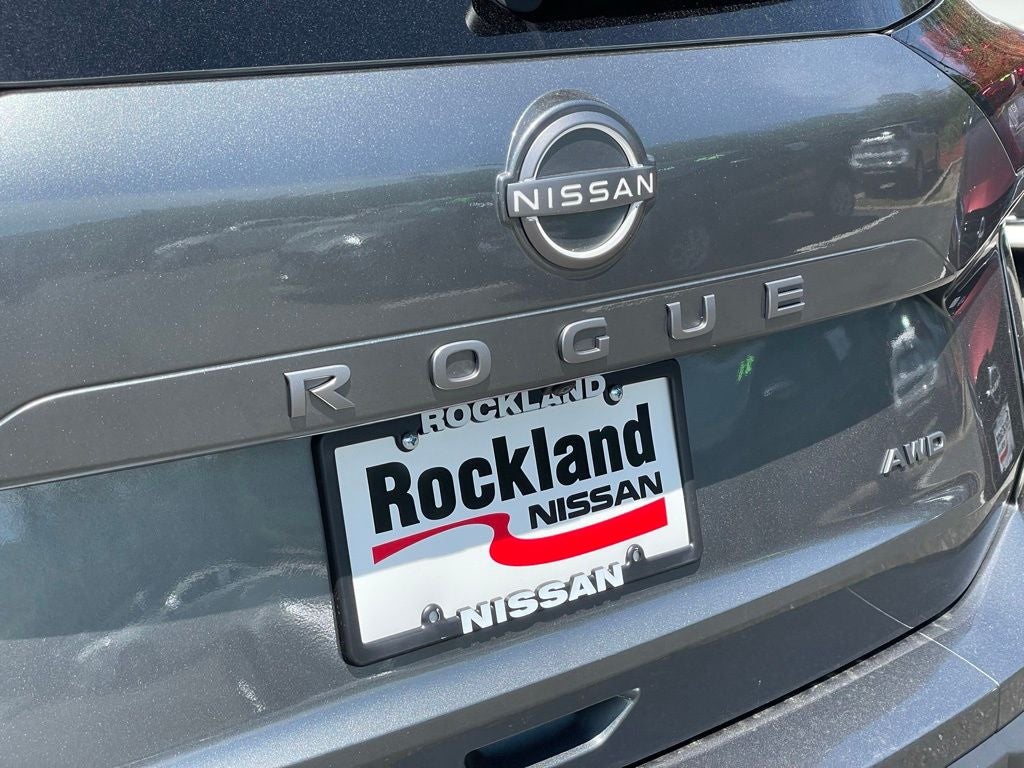 NISSAN
ROGUE
ROCKLAND
Rockland
NISSAN
NISSAN
AWD